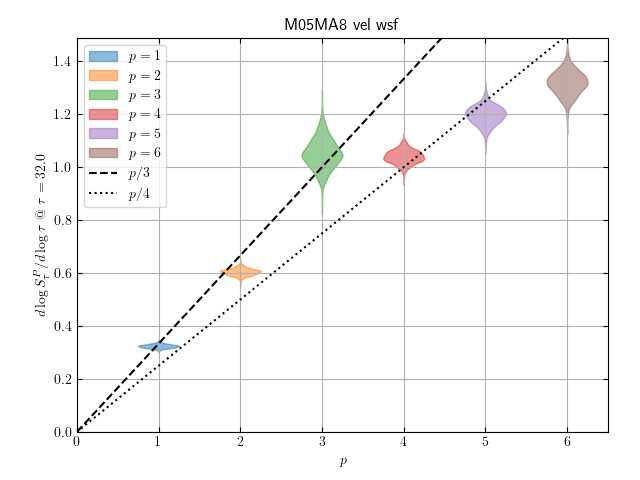 M05MA8 vel wsf
1.4
1.2
1.0
0.8
0.6
0.4
0.2
0.0
d log S_τ^P / d log τ @ τ = 32.0
p = 1
p = 2
p = 3
p = 4
p = 5
p = 6
p/3
p/4
0 1 2 3 4 5 6
p